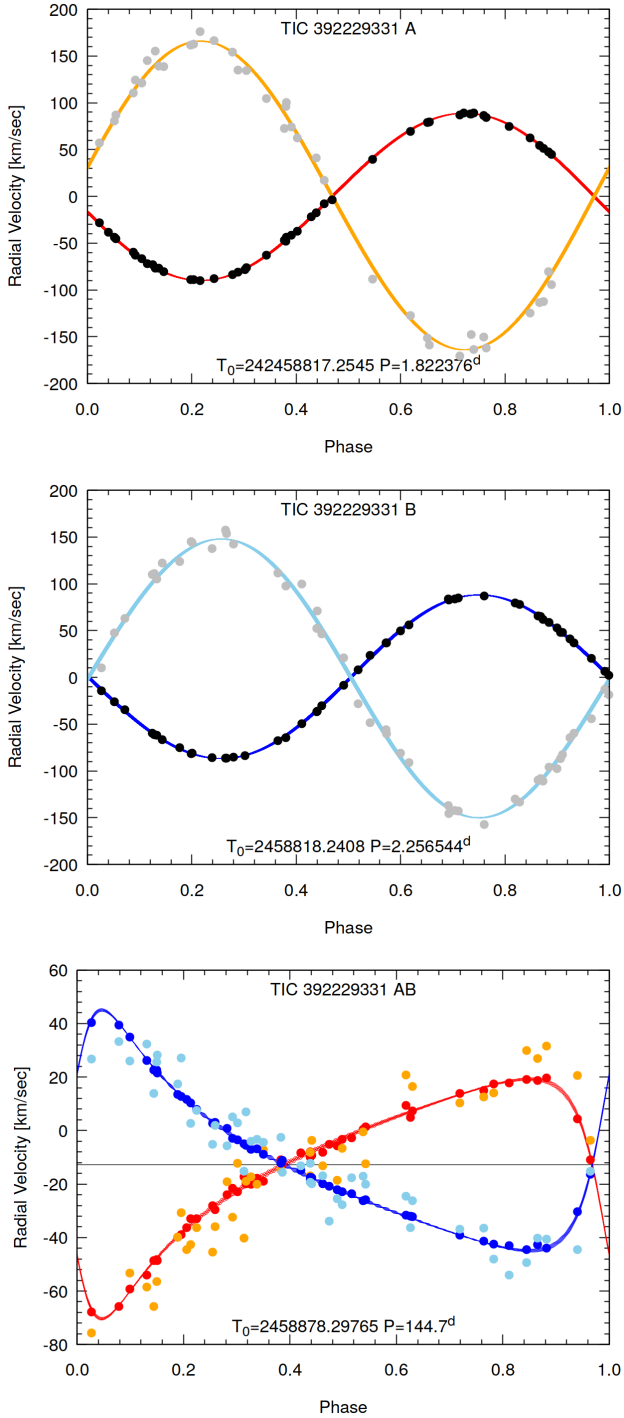 200
TIC 392229331 A
150
100
50
0
-50
-100
-150
-200
Radial Velocity [km/sec]
T0=242458817.2545 P=1.822376d
0.0 0.2 0.4 0.6 0.8 1.0
Phase
200
TIC 392229331 B
150
100
50
0
-50
-100
-150
-200
Radial Velocity [km/sec]
T0=2458818.2408 P=2.256544d
0.0 0.2 0.4 0.6 0.8 1.0
Phase
60
TIC 392229331 AB
40
20
0
-20
-40
-60
-80
Radial Velocity [km/sec]
T0=2458878.29765 P=144.7d
0.0 0.2 0.4 0.6 0.8 1.0
Phase